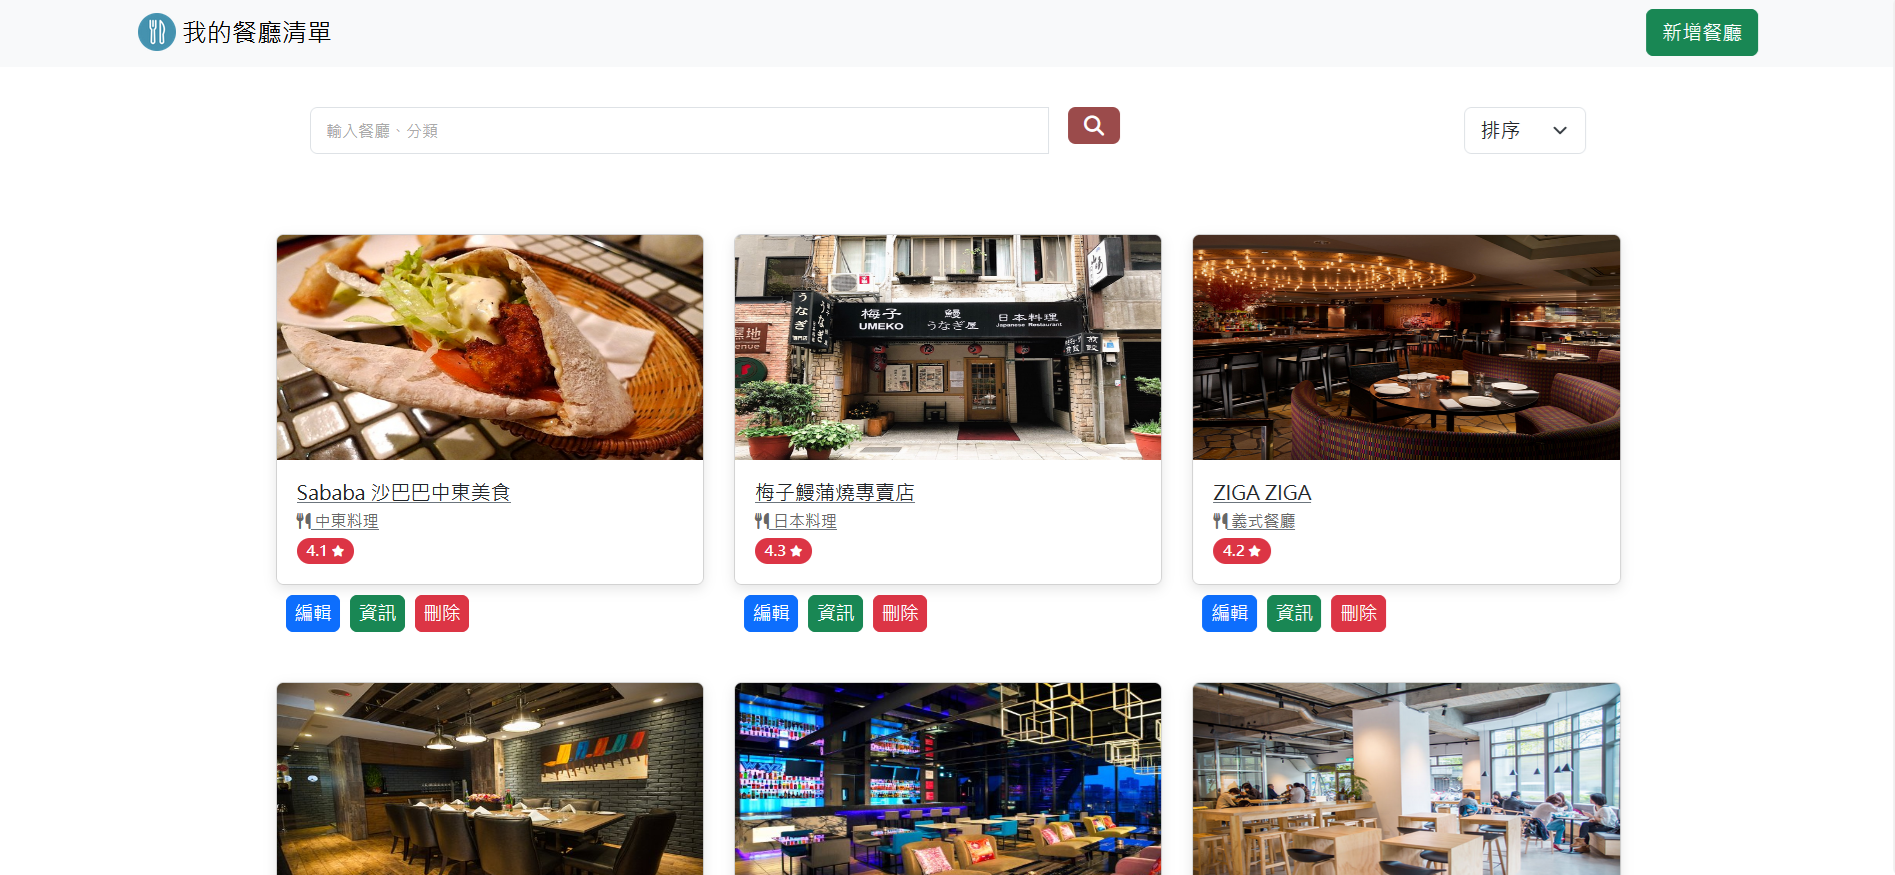 我的餐廳清單
新增餐廳
輸入餐廳、分類
排序
梅子
UMEKO
鰻
うなぎ屋
日本料理
Japanese Restaurant
うなぎ
Sababa 沙巴巴中東美食
中東料理
4.1
梅子鰻蒲燒專賣店
日本料理
4.3
ZIGA ZIGA
義式餐廳
4.2
編輯 資訊 刪除
編輯 資訊 刪除
編輯 資訊 刪除